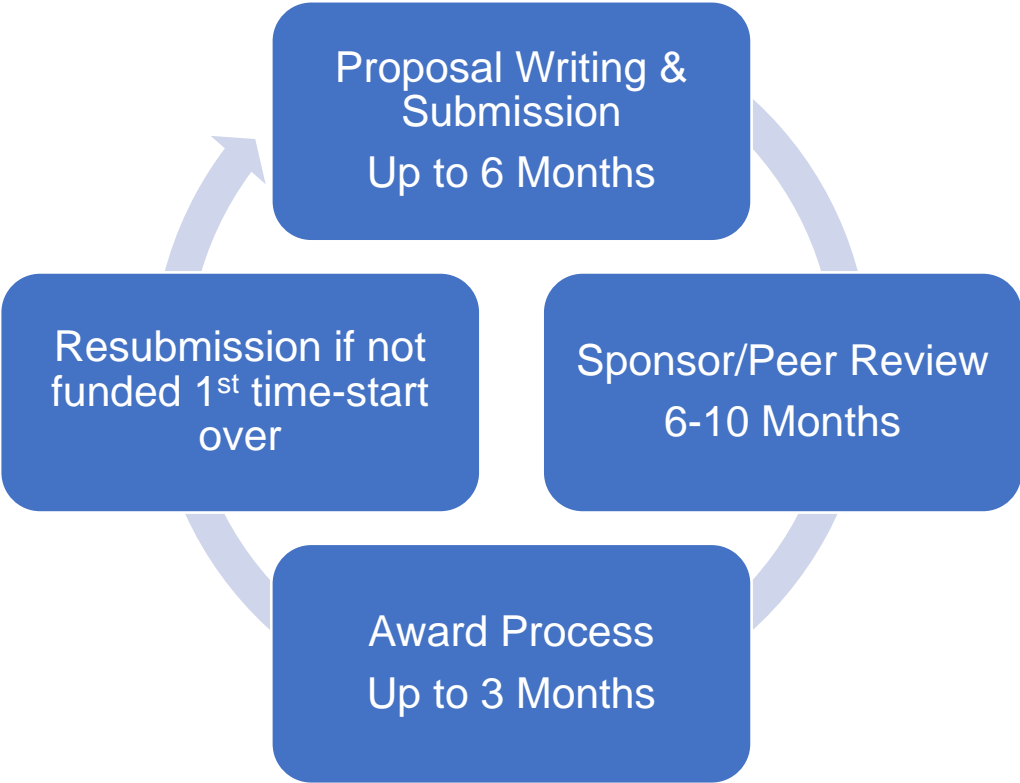 Proposal Writing &
Submission
Up to 6 Months
Sponsor/Peer Review
6-10 Months
Award Process
Up to 3 Months
Resubmission if not
funded 1st time-start
over